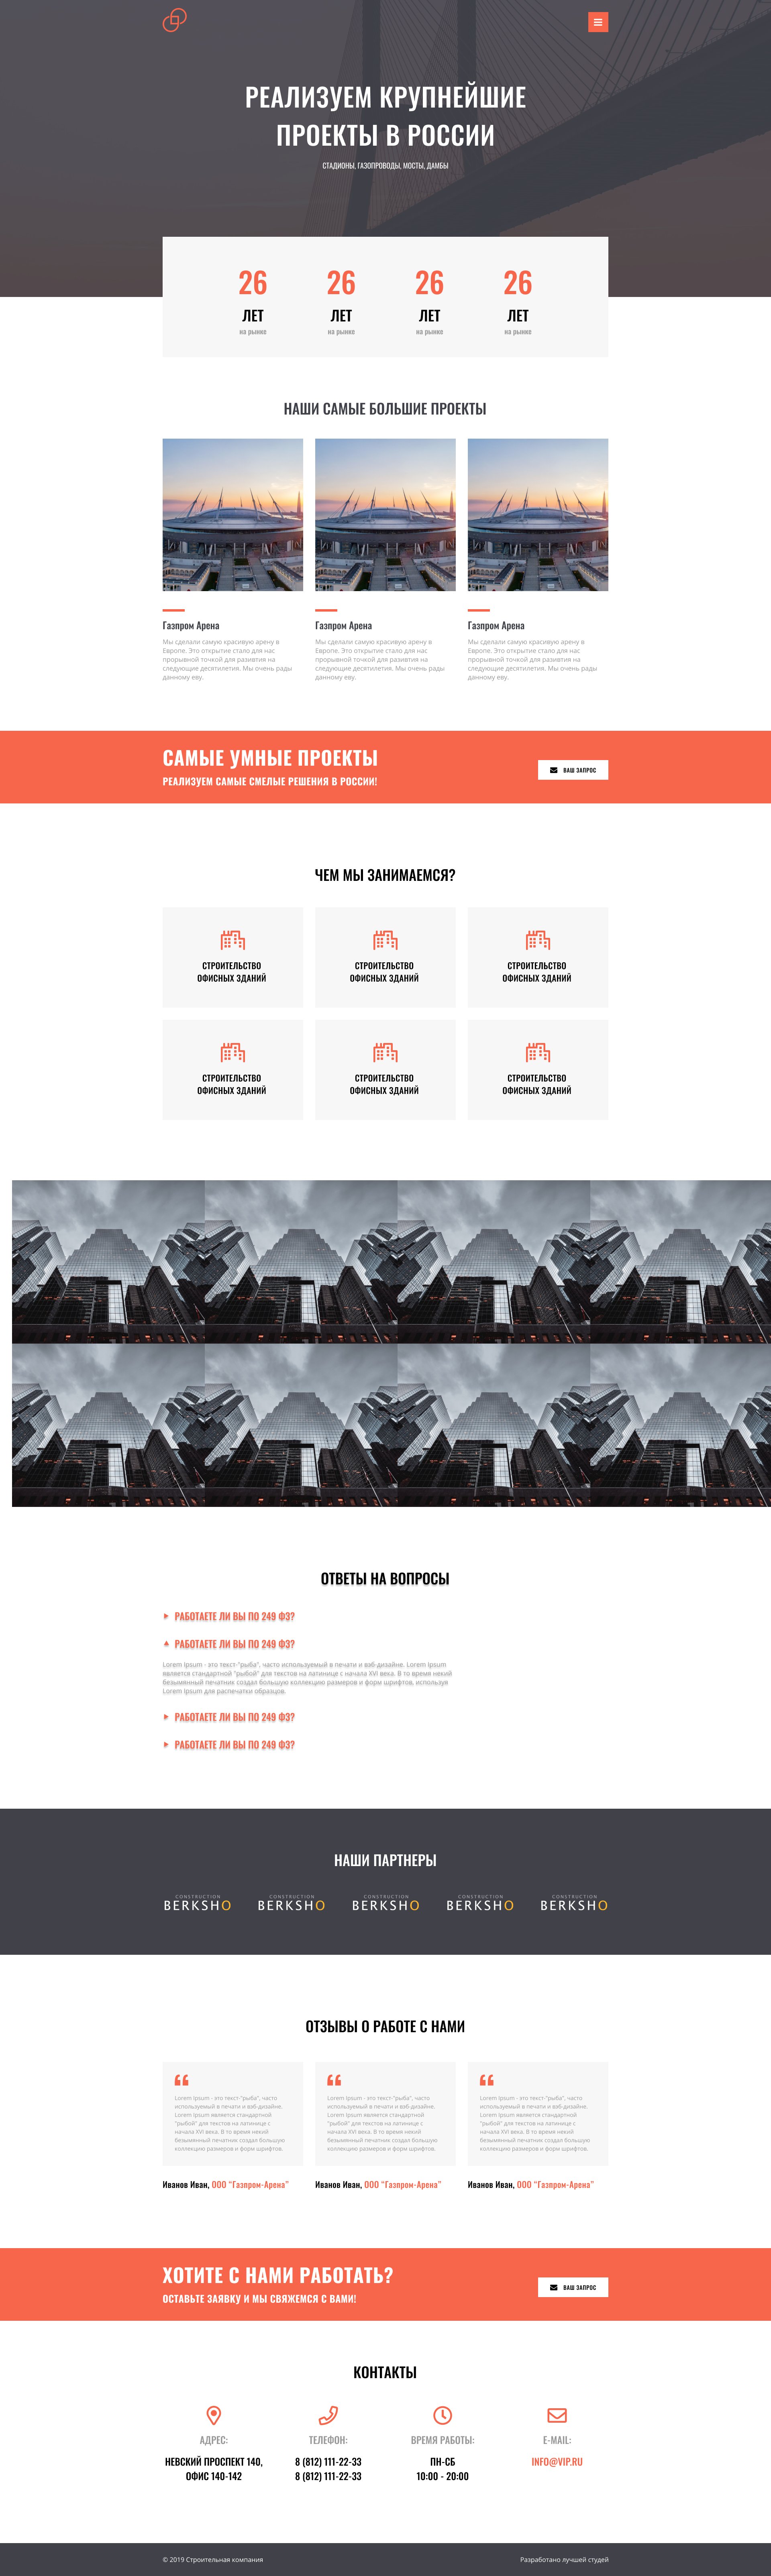 РЕАЛИЗУЕМ КРУПНЕЙШИЕ
ПРОЕКТЫ В РОССИИ
СТАДИОНЫ, ГАЗОПРОВОДЫ, МОСТЫ, ДАМБЫ
26 26 26 26
ЛЕТ ЛЕТ ЛЕТ ЛЕТ
на рынке на рынке на рынке на рынке
НАШИ САМЫЕ БОЛЬШИЕ ПРОЕКТЫ
Газпром Арена
Мы сделали самую красивую арену в
Европе. Это открытие стало для нас
прорывной точкой для разивтия на
следующие десятилетия. Мы очень рады
данному еву.
Газпром Арена
Мы сделали самую красивую арену в
Европе. Это открытие стало для нас
прорывной точкой для разивтия на
следующие десятилетия. Мы очень рады
данному еву.
Газпром Арена
Мы сделали самую красивую арену в
Европе. Это открытие стало для нас
прорывной точкой для разивтия на
следующие десятилетия. Мы очень рады
данному еву.
САМЫЕ УМНЫЕ ПРОЕКТЫ
РЕАЛИЗУЕМ САМЫЕ СМЕЛЫЕ РЕШЕНИЯ В РОССИИ!
ВАШ ЗАПРОС
ЧЕМ МЫ ЗАНИМАЕМСЯ?
СТРОИТЕЛЬСТВО
ОФИСНЫХ ЗДАНИЙ
СТРОИТЕЛЬСТВО
ОФИСНЫХ ЗДАНИЙ
СТРОИТЕЛЬСТВО
ОФИСНЫХ ЗДАНИЙ
СТРОИТЕЛЬСТВО
ОФИСНЫХ ЗДАНИЙ
СТРОИТЕЛЬСТВО
ОФИСНЫХ ЗДАНИЙ
СТРОИТЕЛЬСТВО
ОФИСНЫХ ЗДАНИЙ
ОТВЕТЫ НА ВОПРОСЫ
РАБОТАЕТЕ ЛИ ВЫ ПО 249 ФЗ?
РАБОТАЕТЕ ЛИ ВЫ ПО 249 ФЗ?
Lorem Ipsum - это текст-"рыба", часто используемый в печати и вэб-дизайне. Lorem Ipsum
является стандартной "рыбой" для текстов на латинице с начала XVI века. В то время некий
безымянный печатник создал большую коллекцию размеров и форм шрифтов, используя
Lorem Ipsum для распечатки образцов.
РАБОТАЕТЕ ЛИ ВЫ ПО 249 ФЗ?
РАБОТАЕТЕ ЛИ ВЫ ПО 249 ФЗ?
НАШИ ПАРТНЕРЫ
CONSTRUCTION CONSTRUCTION CONSTRUCTION CONSTRUCTION CONSTRUCTION
BERKSHO BERKSHO BERKSHO BERKSHO BERKSHO
ОТЗЫВЫ О РАБОТЕ С НАМИ
Lorem Ipsum - это текст-"рыба", часто
используемый в печати и вэб-дизайне.
Lorem Ipsum является стандартной
"рыбой" для текстов на латинице с
начала XVI века. В то время некий
безымянный печатник создал большую
коллекцию размеров и форм шрифтов.
Иванов Иван, ООО “Газпром-Арена”
Lorem Ipsum - это текст-"рыба", часто
используемый в печати и вэб-дизайне.
Lorem Ipsum является стандартной
"рыбой" для текстов на латинице с
начала XVI века. В то время некий
безымянный печатник создал большую
коллекцию размеров и форм шрифтов.
Иванов Иван, ООО “Газпром-Арена”
Lorem Ipsum - это текст-"рыба", часто
используемый в печати и вэб-дизайне.
Lorem Ipsum является стандартной
"рыбой" для текстов на латинице с
начала XVI века. В то время некий
безымянный печатник создал большую
коллекцию размеров и форм шрифтов.
Иванов Иван, ООО “Газпром-Арена”
ХОТИТЕ С НАМИ РАБОТАТЬ?
ОСТАВЬТЕ ЗАЯВКУ И МЫ СВЯЖЕМСЯ С ВАМИ!
ВАШ ЗАПРОС
КОНТАКТЫ
АДРЕС:
НЕВСКИЙ ПРОСПЕКТ 140,
ОФИС 140-142
ТЕЛЕФОН:
8 (812) 111-22-33
8 (812) 111-22-33
ВРЕМЯ РАБОТЫ:
ПН-СБ
10:00 - 20:00
E-MAIL:
INFO@VIP.RU
© 2019 Строительная компания
Разработано лучшей студей